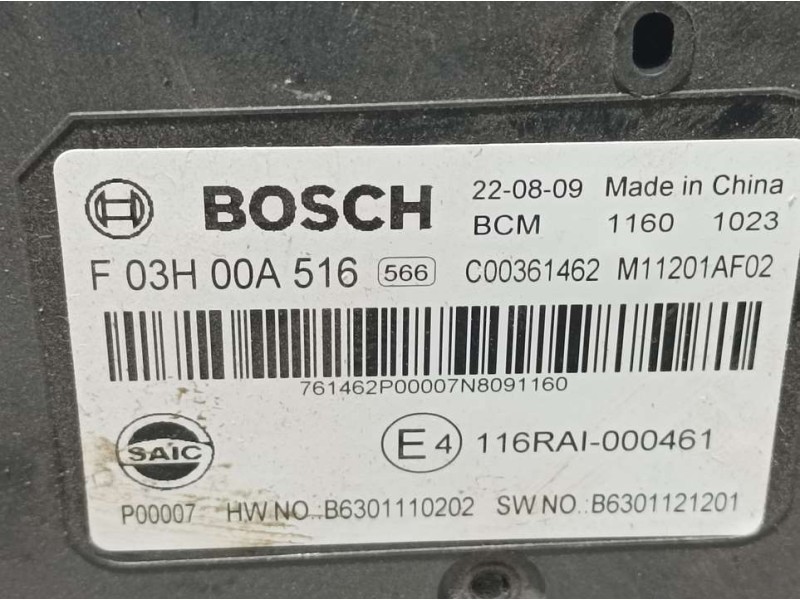 BOSCH 22-08-09 Made in China
BCM 1160 1023
F 03H 00A 516 566 C00361462 M11201AF02
761462P00007N8091160
SAIC E4 116RAI-000461
P00007 HW NO.:B6301110202 SW NO.:B6301121201